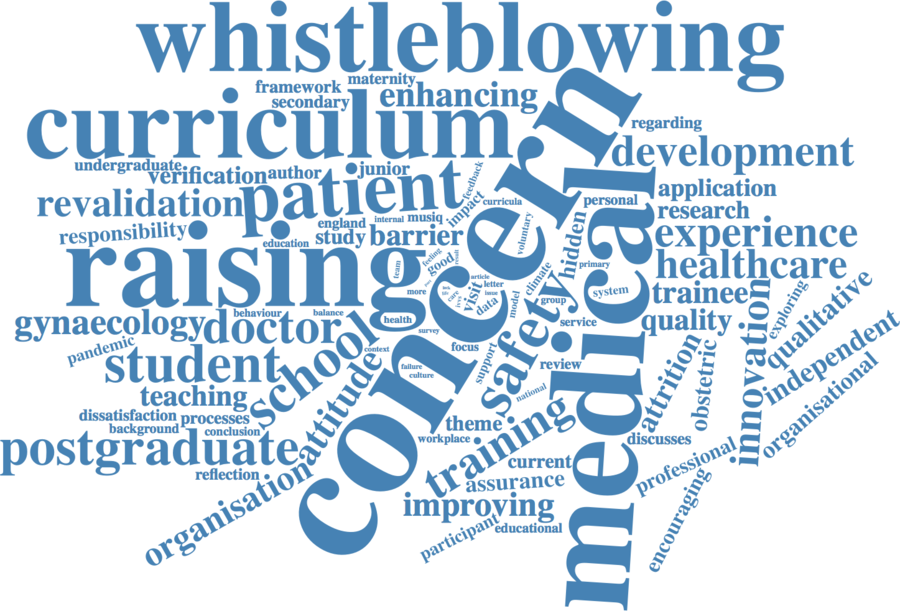 whistleblowing
framework
maternity
secondary
enhancing
curriculum
concern
regarding
undergraduate
verification
author
junior
feedback
development
revalidation
patient
impact
curricula
personal
application
research
medical
responsibility
england
internal
musiq
education
study
barrier
voluntary
hidden
experience
raising
team
feeling
good
climate
primary
healthcare
more
article
letter
visit
data
issue
care
model
group
system
trainee
innovation
exploring
qualitative
gynaecology
behaviour
balance
doctor
health
survey
safety
service
quality
independent
pandemic
context
focus
support
review
attrition
obstetric
organisational
student
school
attitude
failure
culture
national
teaching
dissatisfaction
processes
background
conclusion
theme
workplace
training
discusses
postgraduate
reflection
organisation
current
assurance
professional
encouraging
improving
participant
educational